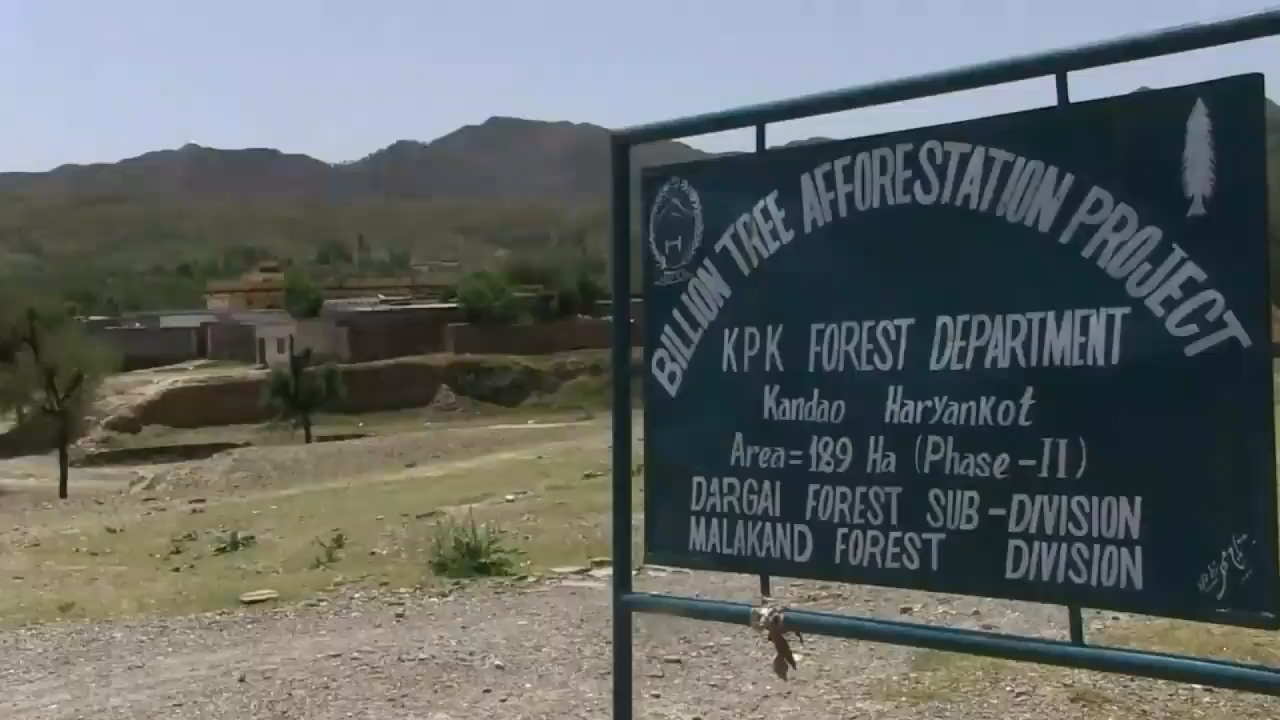 BILLION TREE AFFORESTATION PROJECT
KPK FOREST DEPARTMENT
Kandao Haryankot
Area=189 Ha (Phase-II)
DARGAI FOREST SUB-DIVISION
MALAKAND FOREST DIVISION